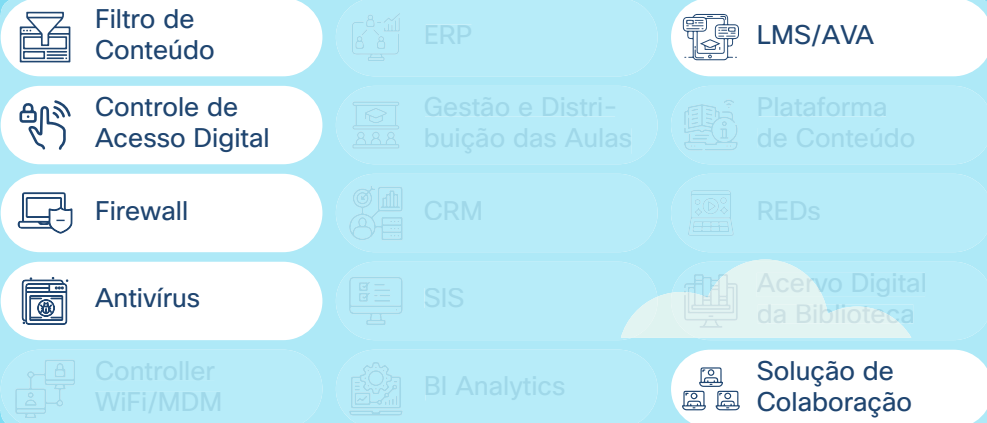 Filtro de
Conteúdo
ERP
LMS/AVA
Controle de
Acesso Digital
Gestão e Distri-
buição das Aulas
Plataforma
de Conteúdo
Firewall
CRM
REDs
Antivírus
SIS
Acervo Digital
da Biblioteca
Controller
WiFi/MDM
BI Analytics
Solução de
Colaboração